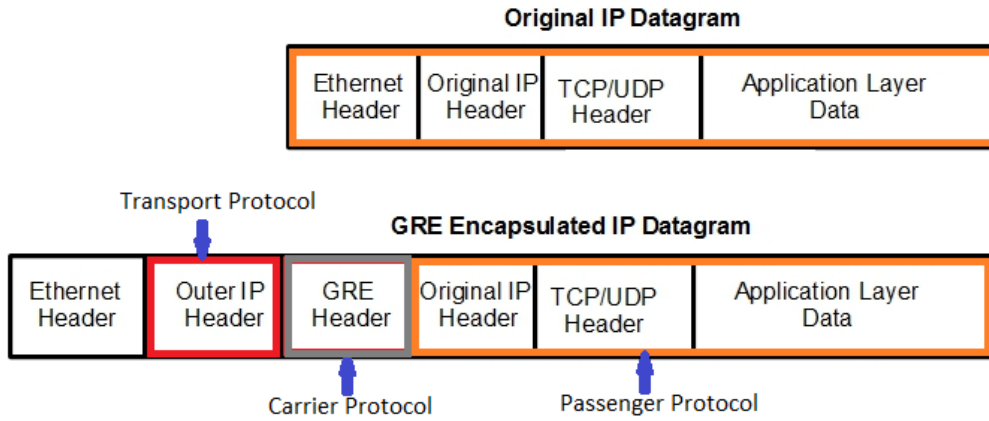 Original IP Datagram
Ethernet Header
Original IP Header
TCP/UDP Header
Application Layer Data
Transport Protocol
GRE Encapsulated IP Datagram
Ethernet Header
Outer IP Header
GRE Header
Original IP Header
TCP/UDP Header
Application Layer Data
Carrier Protocol
Passenger Protocol